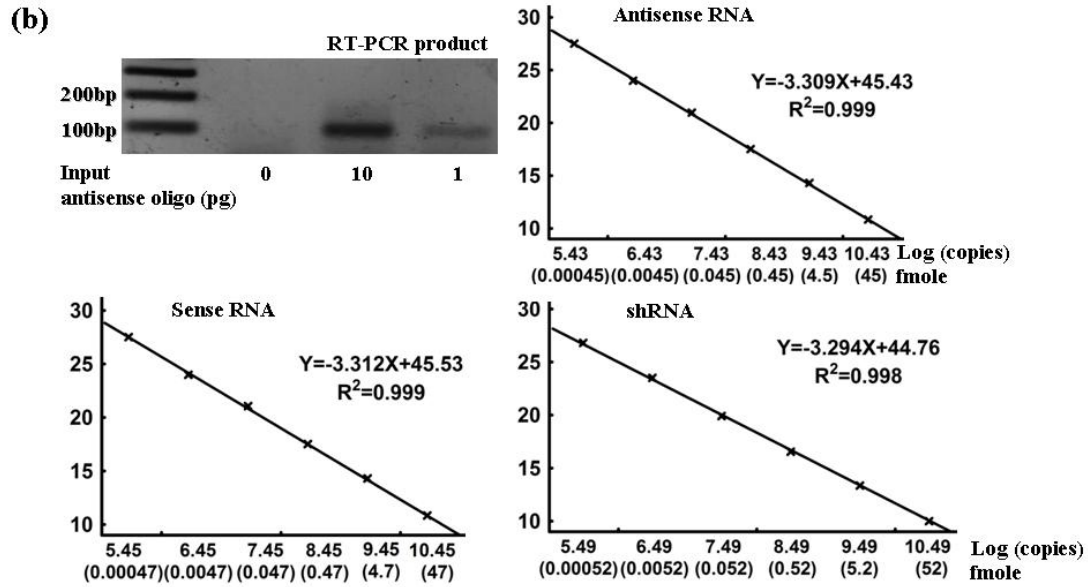 (b)
RT-PCR product
200bp
100bp
Input 0 10 1
antisense oligo (pg)
Antisense RNA
30
25
20
15
10
Y=-3.309X+45.43
R²=0.999
5.43 6.43 7.43 8.43 9.43 10.43 Log (copies)
(0.00045) (0.0045) (0.045) (0.45) (4.5) (45) fmole
Sense RNA
30
25
20
15
10
Y=-3.312X+45.53
R²=0.999
5.45 6.45 7.45 8.45 9.45 10.45
(0.00047) (0.0047) (0.047) (0.47) (4.7) (47)
shRNA
30
25
20
15
10
Y=-3.294X+44.76
R²=0.998
5.49 6.49 7.49 8.49 9.49 10.49 Log (copies)
(0.00052) (0.0052) (0.052) (0.52) (5.2) (52) fmole